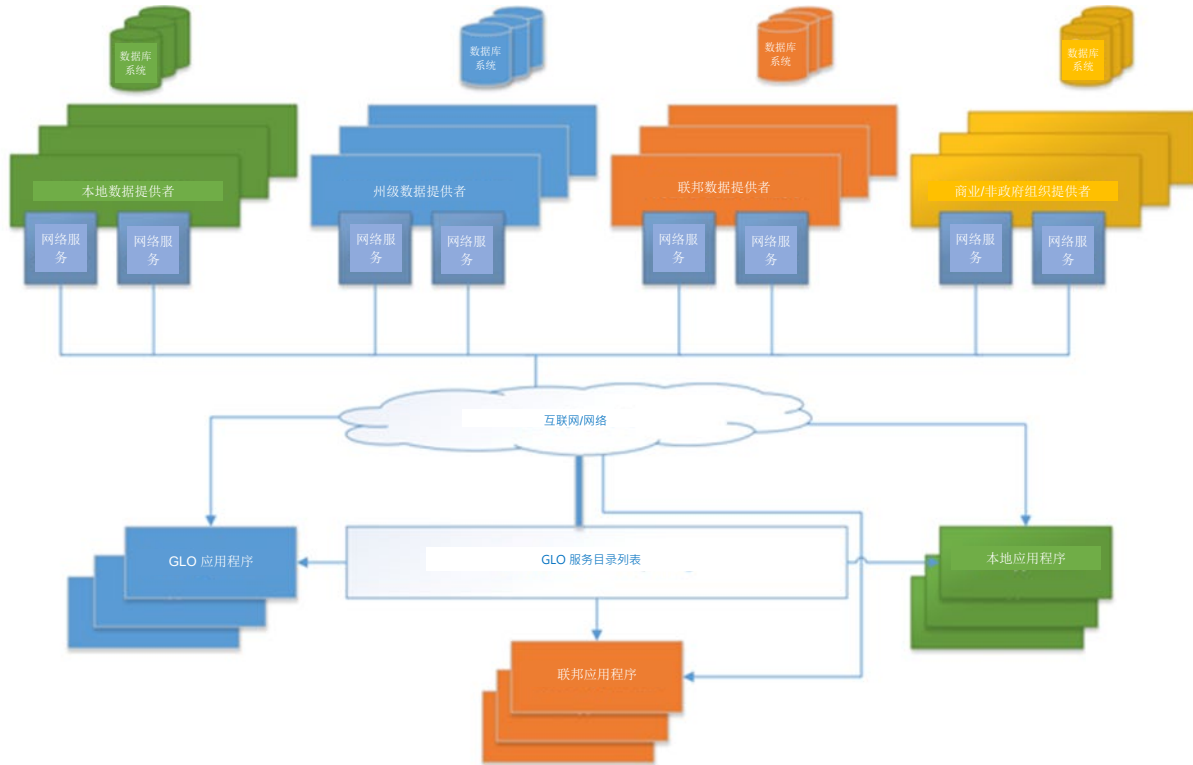 数据库
系统
数据库
系统
数据库
系统
数据库
系统
本地数据提供者
州级数据提供者
联邦数据提供者
商业/非政府组织提供者
网络服
务
网络服
务
网络服
务
网络服
务
网络服
务
网络服
务
网络服
务
网络服
务
互联网/网络
GLO 应用程序
GLO 服务目录列表
本地应用程序
联邦应用程序